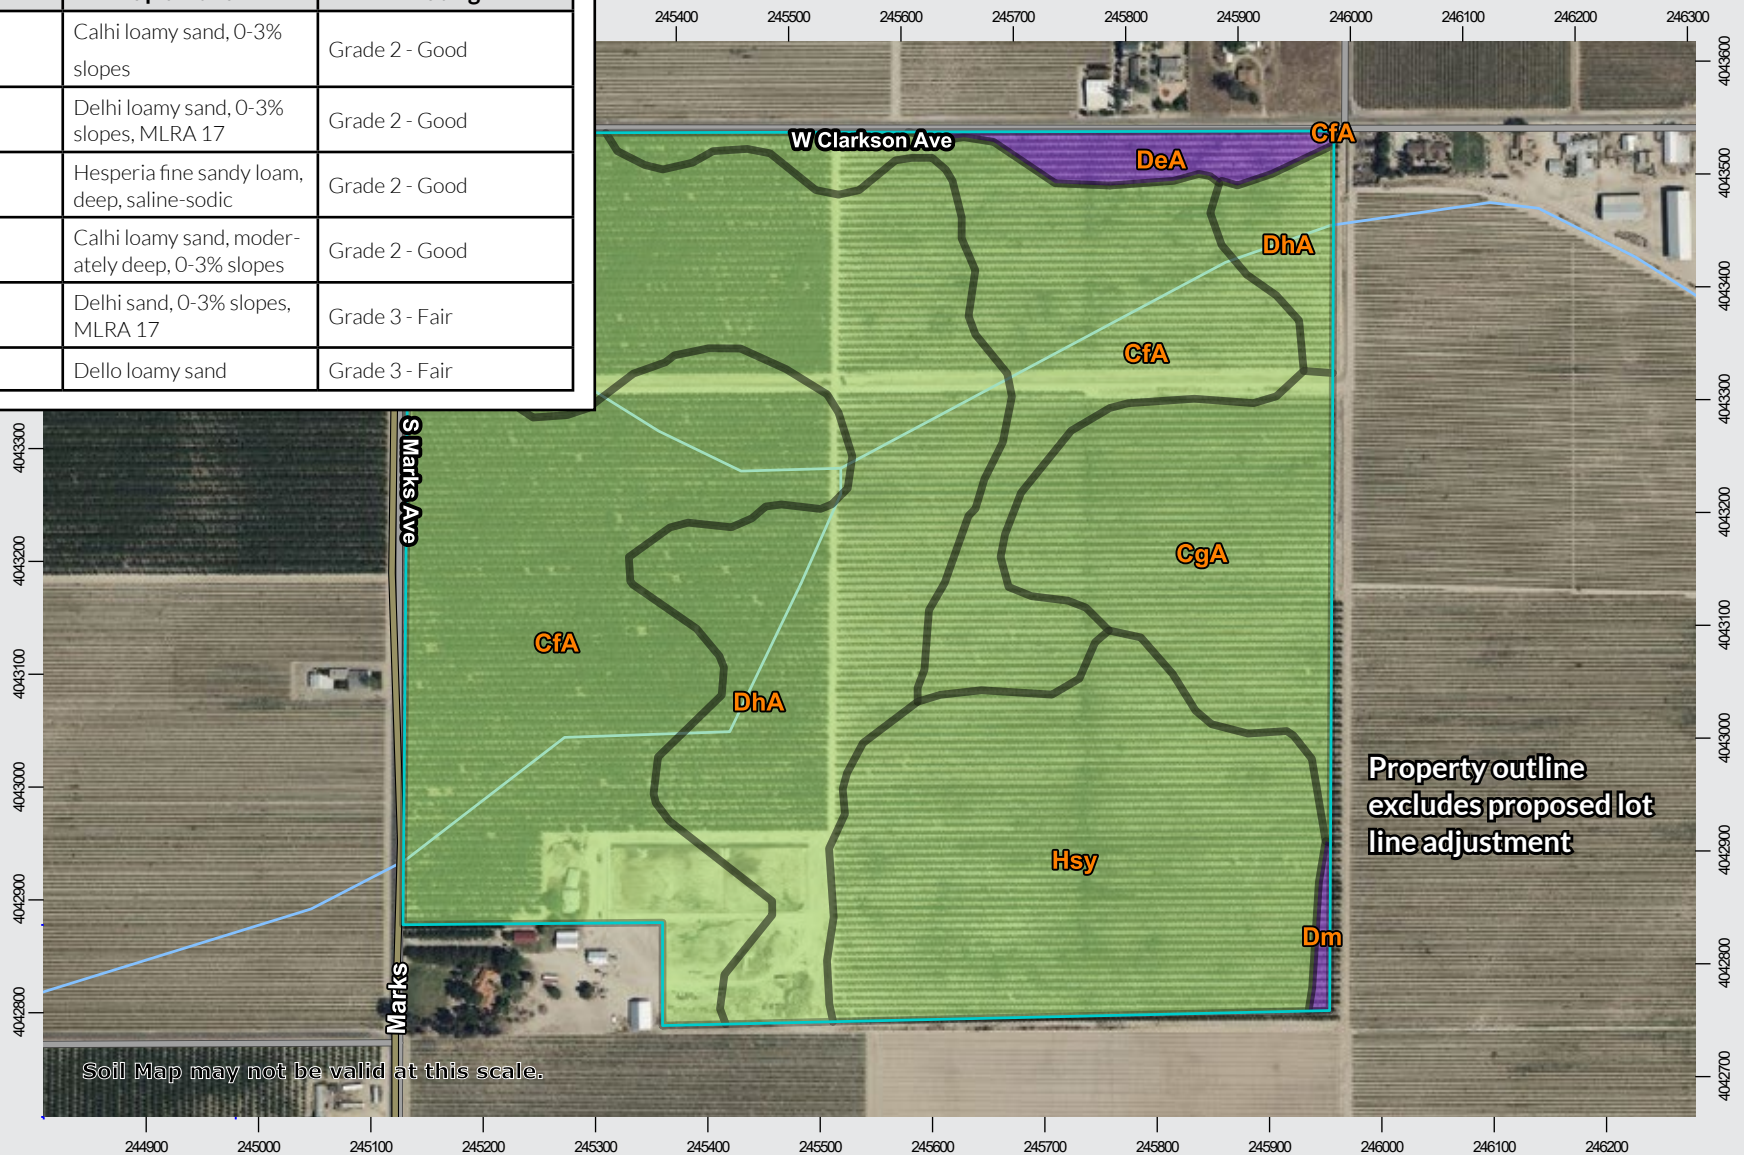 Calhi loamy sand, 0-3%
slopes
Grade 2 - Good
Delhi loamy sand, 0-3%
slopes, MLRA 17
Grade 2 - Good
Hesperia fine sandy loam,
deep, saline-sodic
Grade 2 - Good
Calhi loamy sand, moder-
ately deep, 0-3% slopes
Grade 2 - Good
Delhi sand, 0-3% slopes,
MLRA 17
Grade 3 - Fair
Dello loamy sand
Grade 3 - Fair
245400 245500 245600 245700 245800 245900 246000 246100 246200 246300
4043600
4043500
4043400
4043300
4043200
4043100
4043000
4042900
4042800
4042700
W Clarkson Ave
CfA
DeA
DhA
CfA
S Marks Ave
CgA
CfA
DhA
Property outline
excludes proposed lot
line adjustment
Hsy
Dm
Marks
Soil Map may not be valid at this scale.
4043300
4043200
4043100
4043000
4042900
4042800
244900 245000 245100 245200 245300 245400 245500 245600 245700 245800 245900 246000 246100 246200